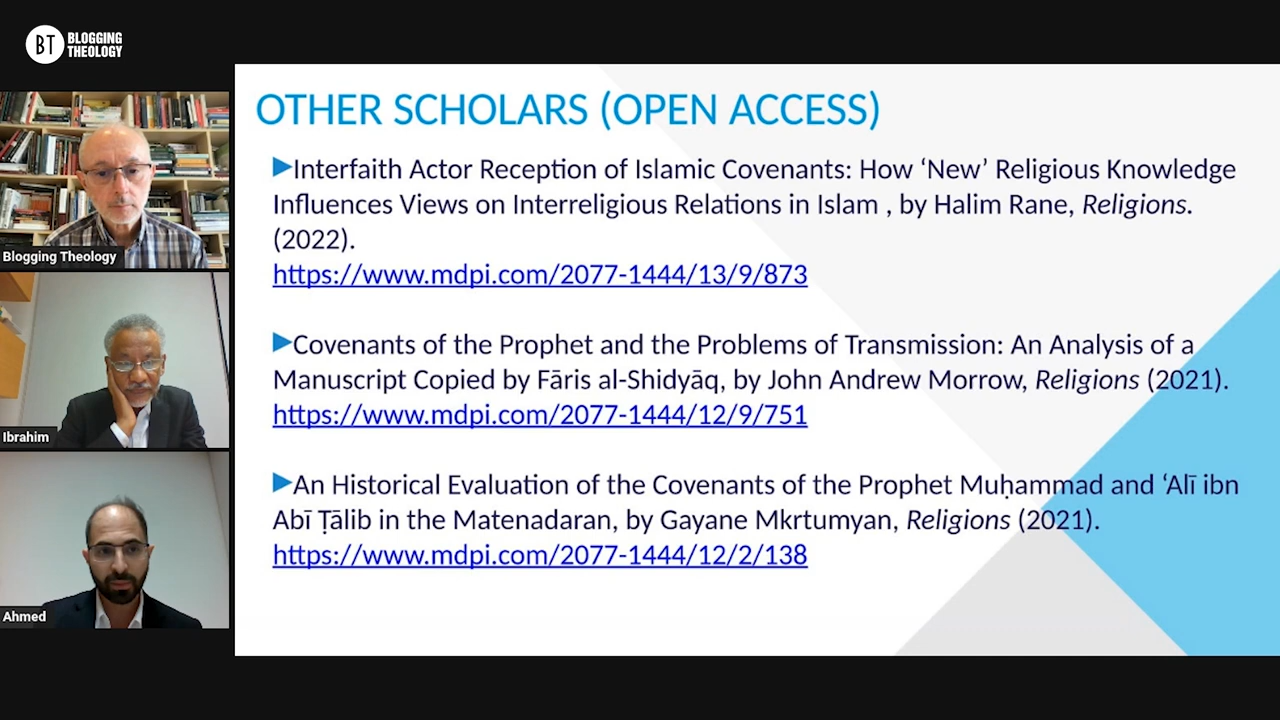 BT BLOGGING
THEOLOGY
Blogging Theology
Ibrahim
Ahmed
OTHER SCHOLARS (OPEN ACCESS)
Interfaith Actor Reception of Islamic Covenants: How ‘New’ Religious Knowledge
Influences Views on Interreligious Relations in Islam , by Halim Rane, Religions.
(2022).
https://www.mdpi.com/2077-1444/13/9/873
Covenants of the Prophet and the Problems of Transmission: An Analysis of a
Manuscript Copied by Fāris al-Shidyāq, by John Andrew Morrow, Religions (2021).
https://www.mdpi.com/2077-1444/12/9/751
An Historical Evaluation of the Covenants of the Prophet Muḥammad and ‘Alī ibn
Abī Ṭālib in the Matenadaran, by Gayane Mkrtumyan, Religions (2021).
https://www.mdpi.com/2077-1444/12/2/138